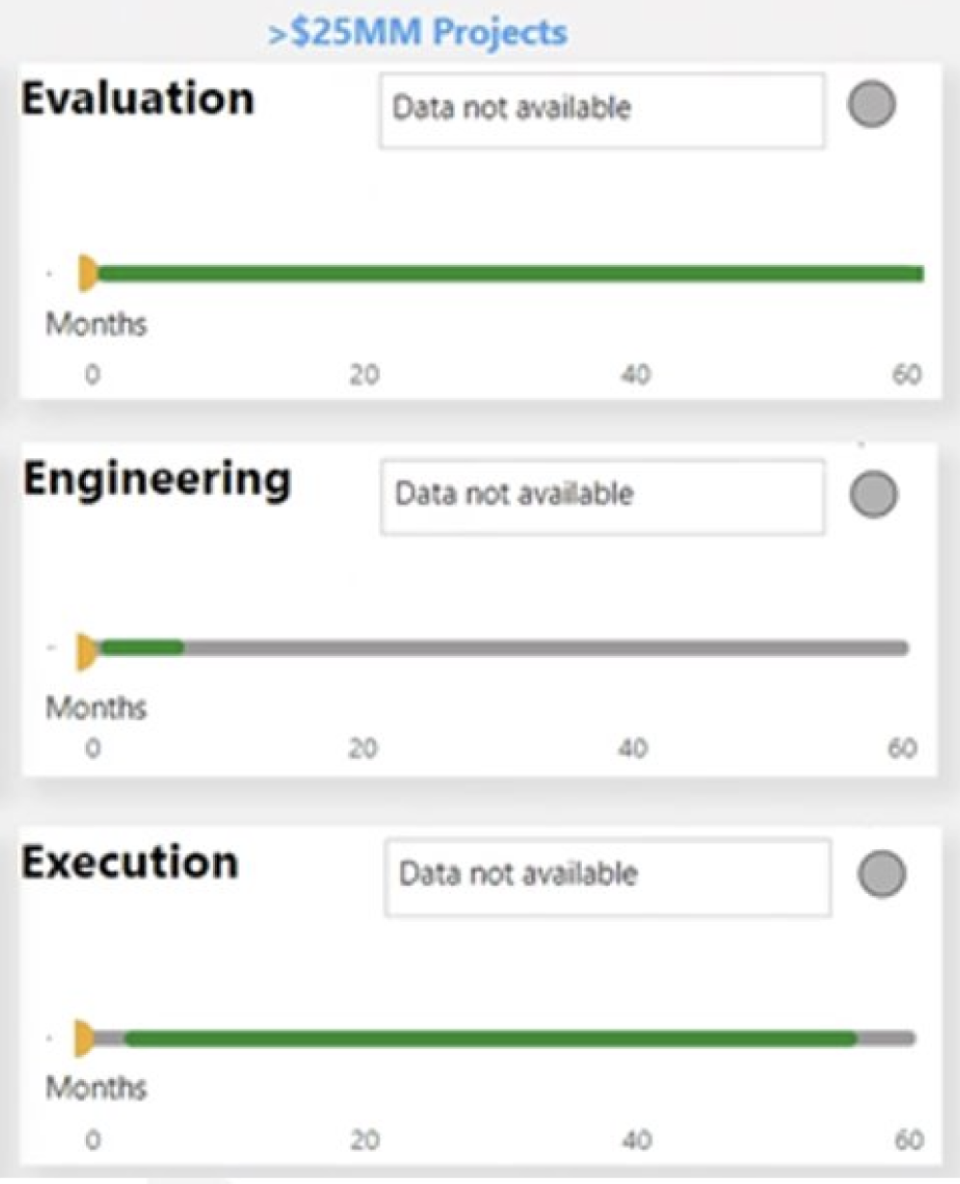 >$25MM Projects
Evaluation
Data not available
Months
0 20 40 60
Engineering
Data not available
Months
0 20 40 60
Execution
Data not available
Months
0 20 40 60